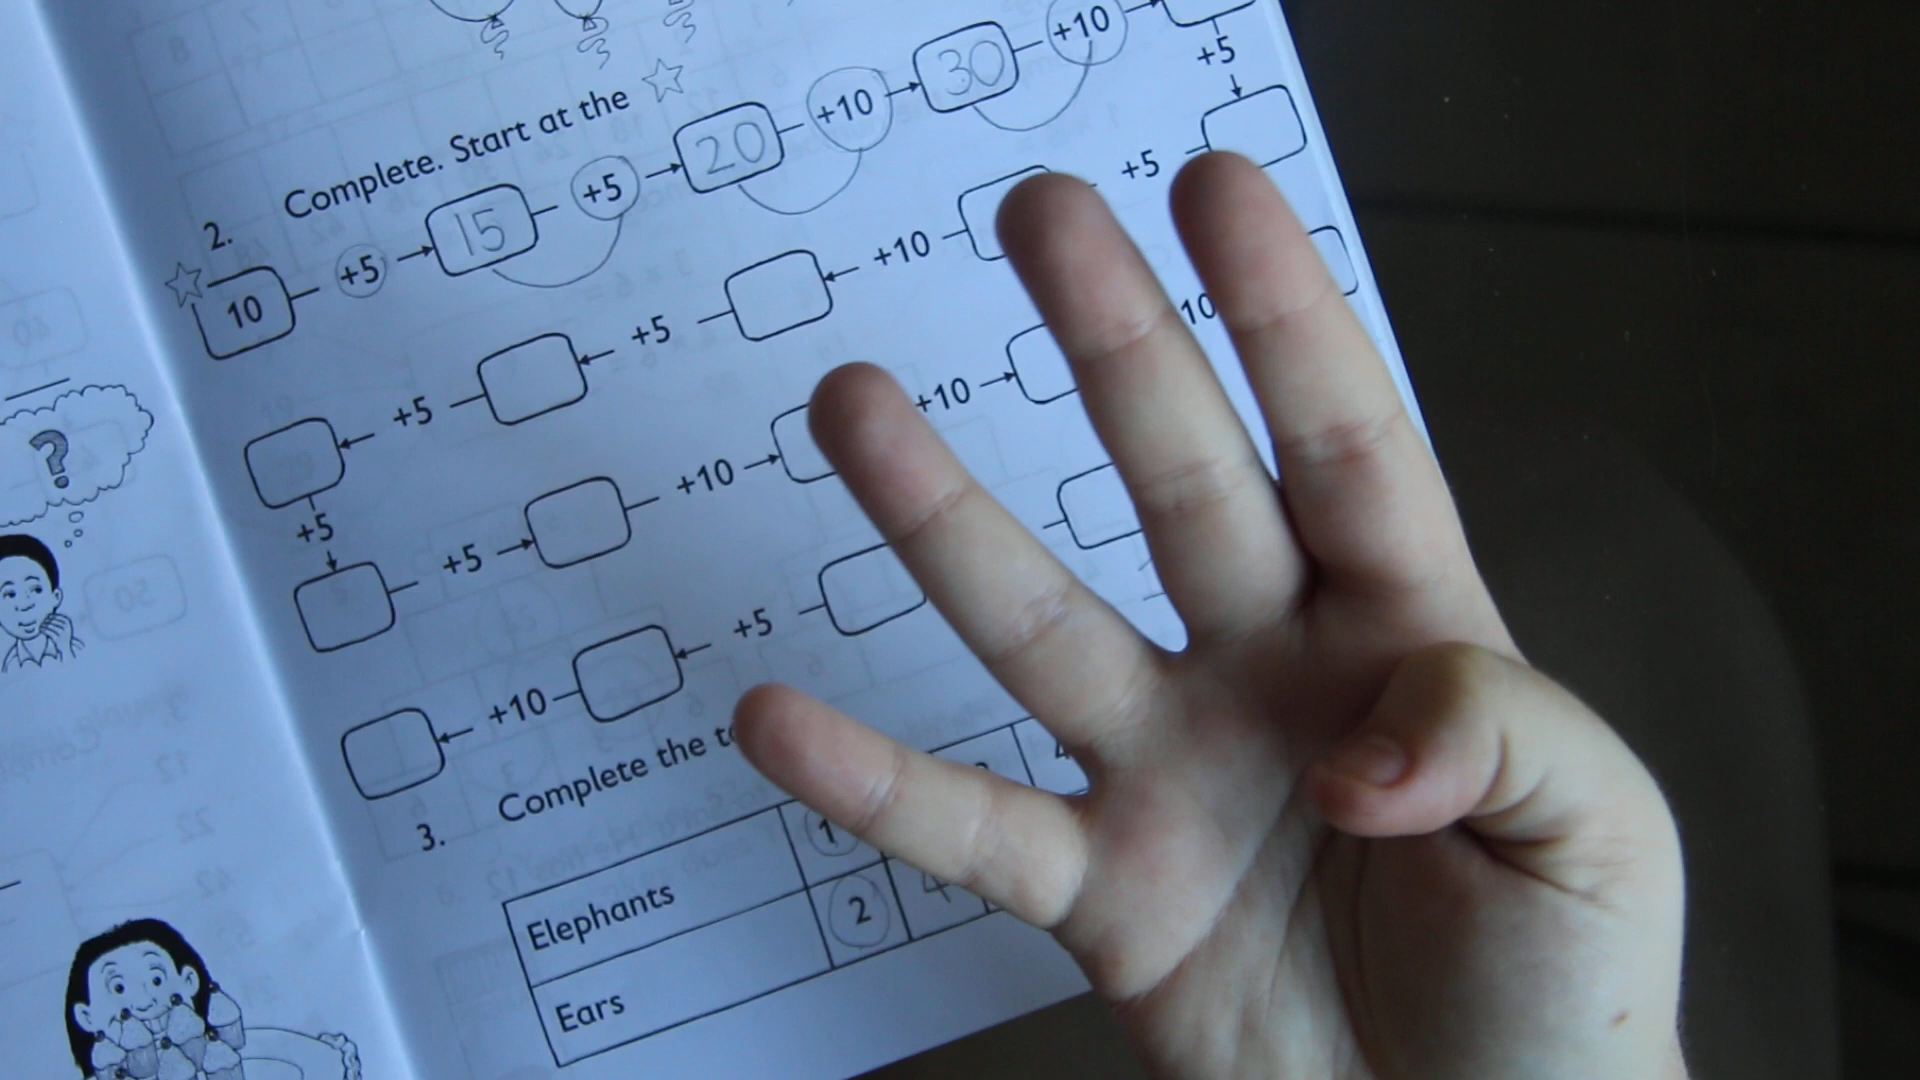 2. Complete. Start at the
10 +5 15 +5 20 +10 30 +10
+5
+5 +5 +10 +5
+5
+5 +10 +10 10
+10 +5
3. Complete the
Elephants 1 4
Ears 2 4
?